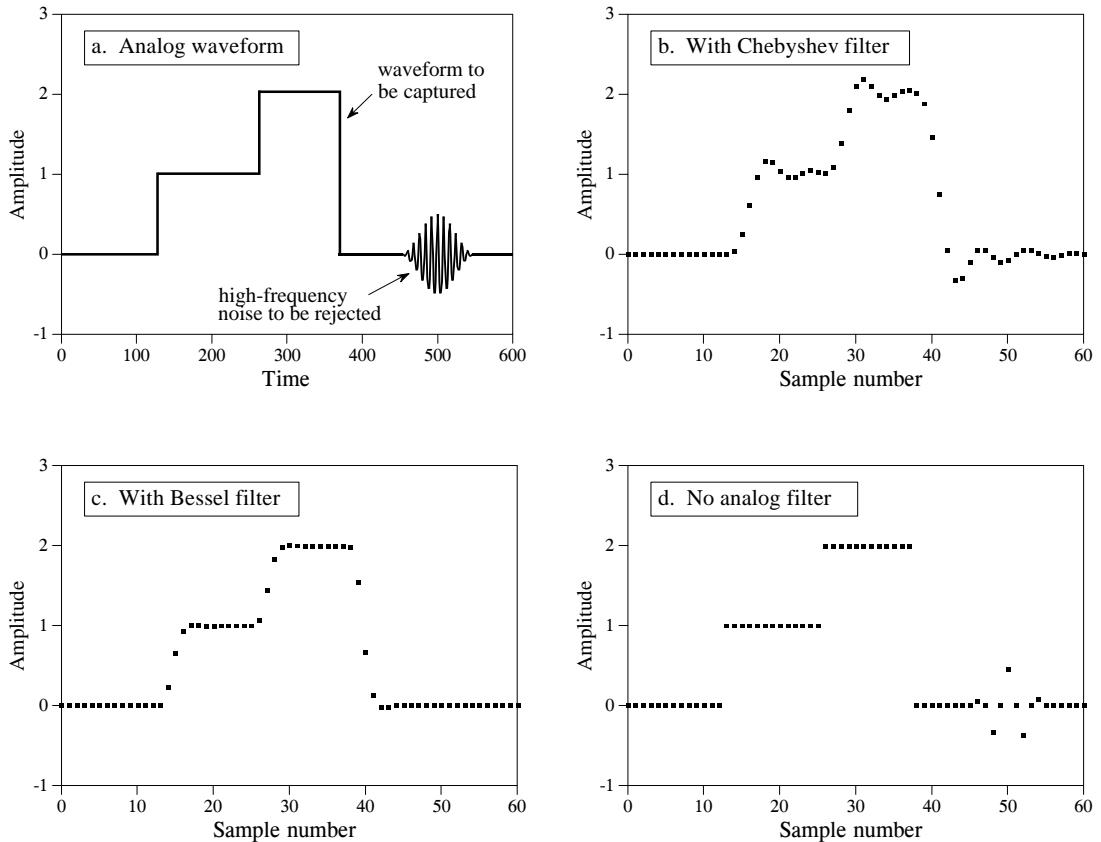 a. Analog waveform
3
2
1
0
-1
Amplitude
waveform to
be captured
high-frequency
noise to be rejected
0 100 200 300 400 500 600
Time
b. With Chebyshev filter
3
2
1
0
-1
Amplitude
0 10 20 30 40 50 60
Sample number
c. With Bessel filter
3
2
1
0
-1
Amplitude
0 10 20 30 40 50 60
Sample number
d. No analog filter
3
2
1
0
-1
Amplitude
0 10 20 30 40 50 60
Sample number